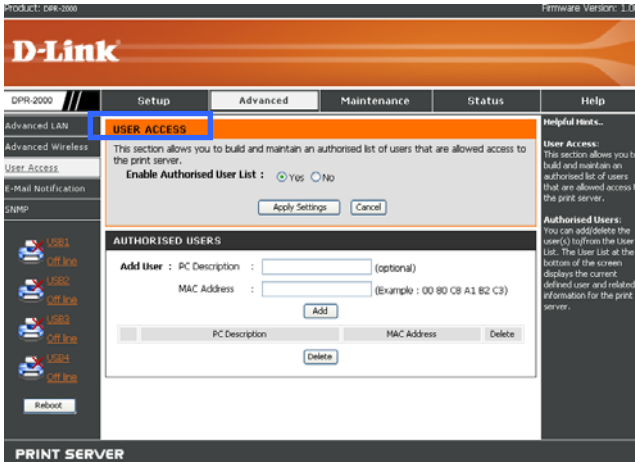 Product: DPR-2000
Firmware Version: 1.0
D-Link
DPR-2000
Setup
Advanced
Maintenance
Status
Help
Advanced LAN
Advanced Wireless
User Access
E-Mail Notification
SNMP
USB1
Off line
USB2
Off line
USB3
Off line
USB4
Off line
Reboot
USER ACCESS
This section allows you to build and maintain an authorised list of users that are allowed access to
the print server.
Enable Authorised User List : Yes No
Apply Settings Cancel
AUTHORISED USERS
Add User : PC Description : (optional)
MAC Address : (Example : 00 80 C8 A1 B2 C3)
Add
PC Description MAC Address Delete
Delete
Helpful Hints..
User Access:
This section allows you t
build and maintain an
authorised list of users
that are allowed access t
the print server.
Authorised Users:
You can add/delete the
user(s) to/from the User
List. The User List at the
bottom of the screen
displays the current
defined user and related
information for the print
server.
PRINT SERVER